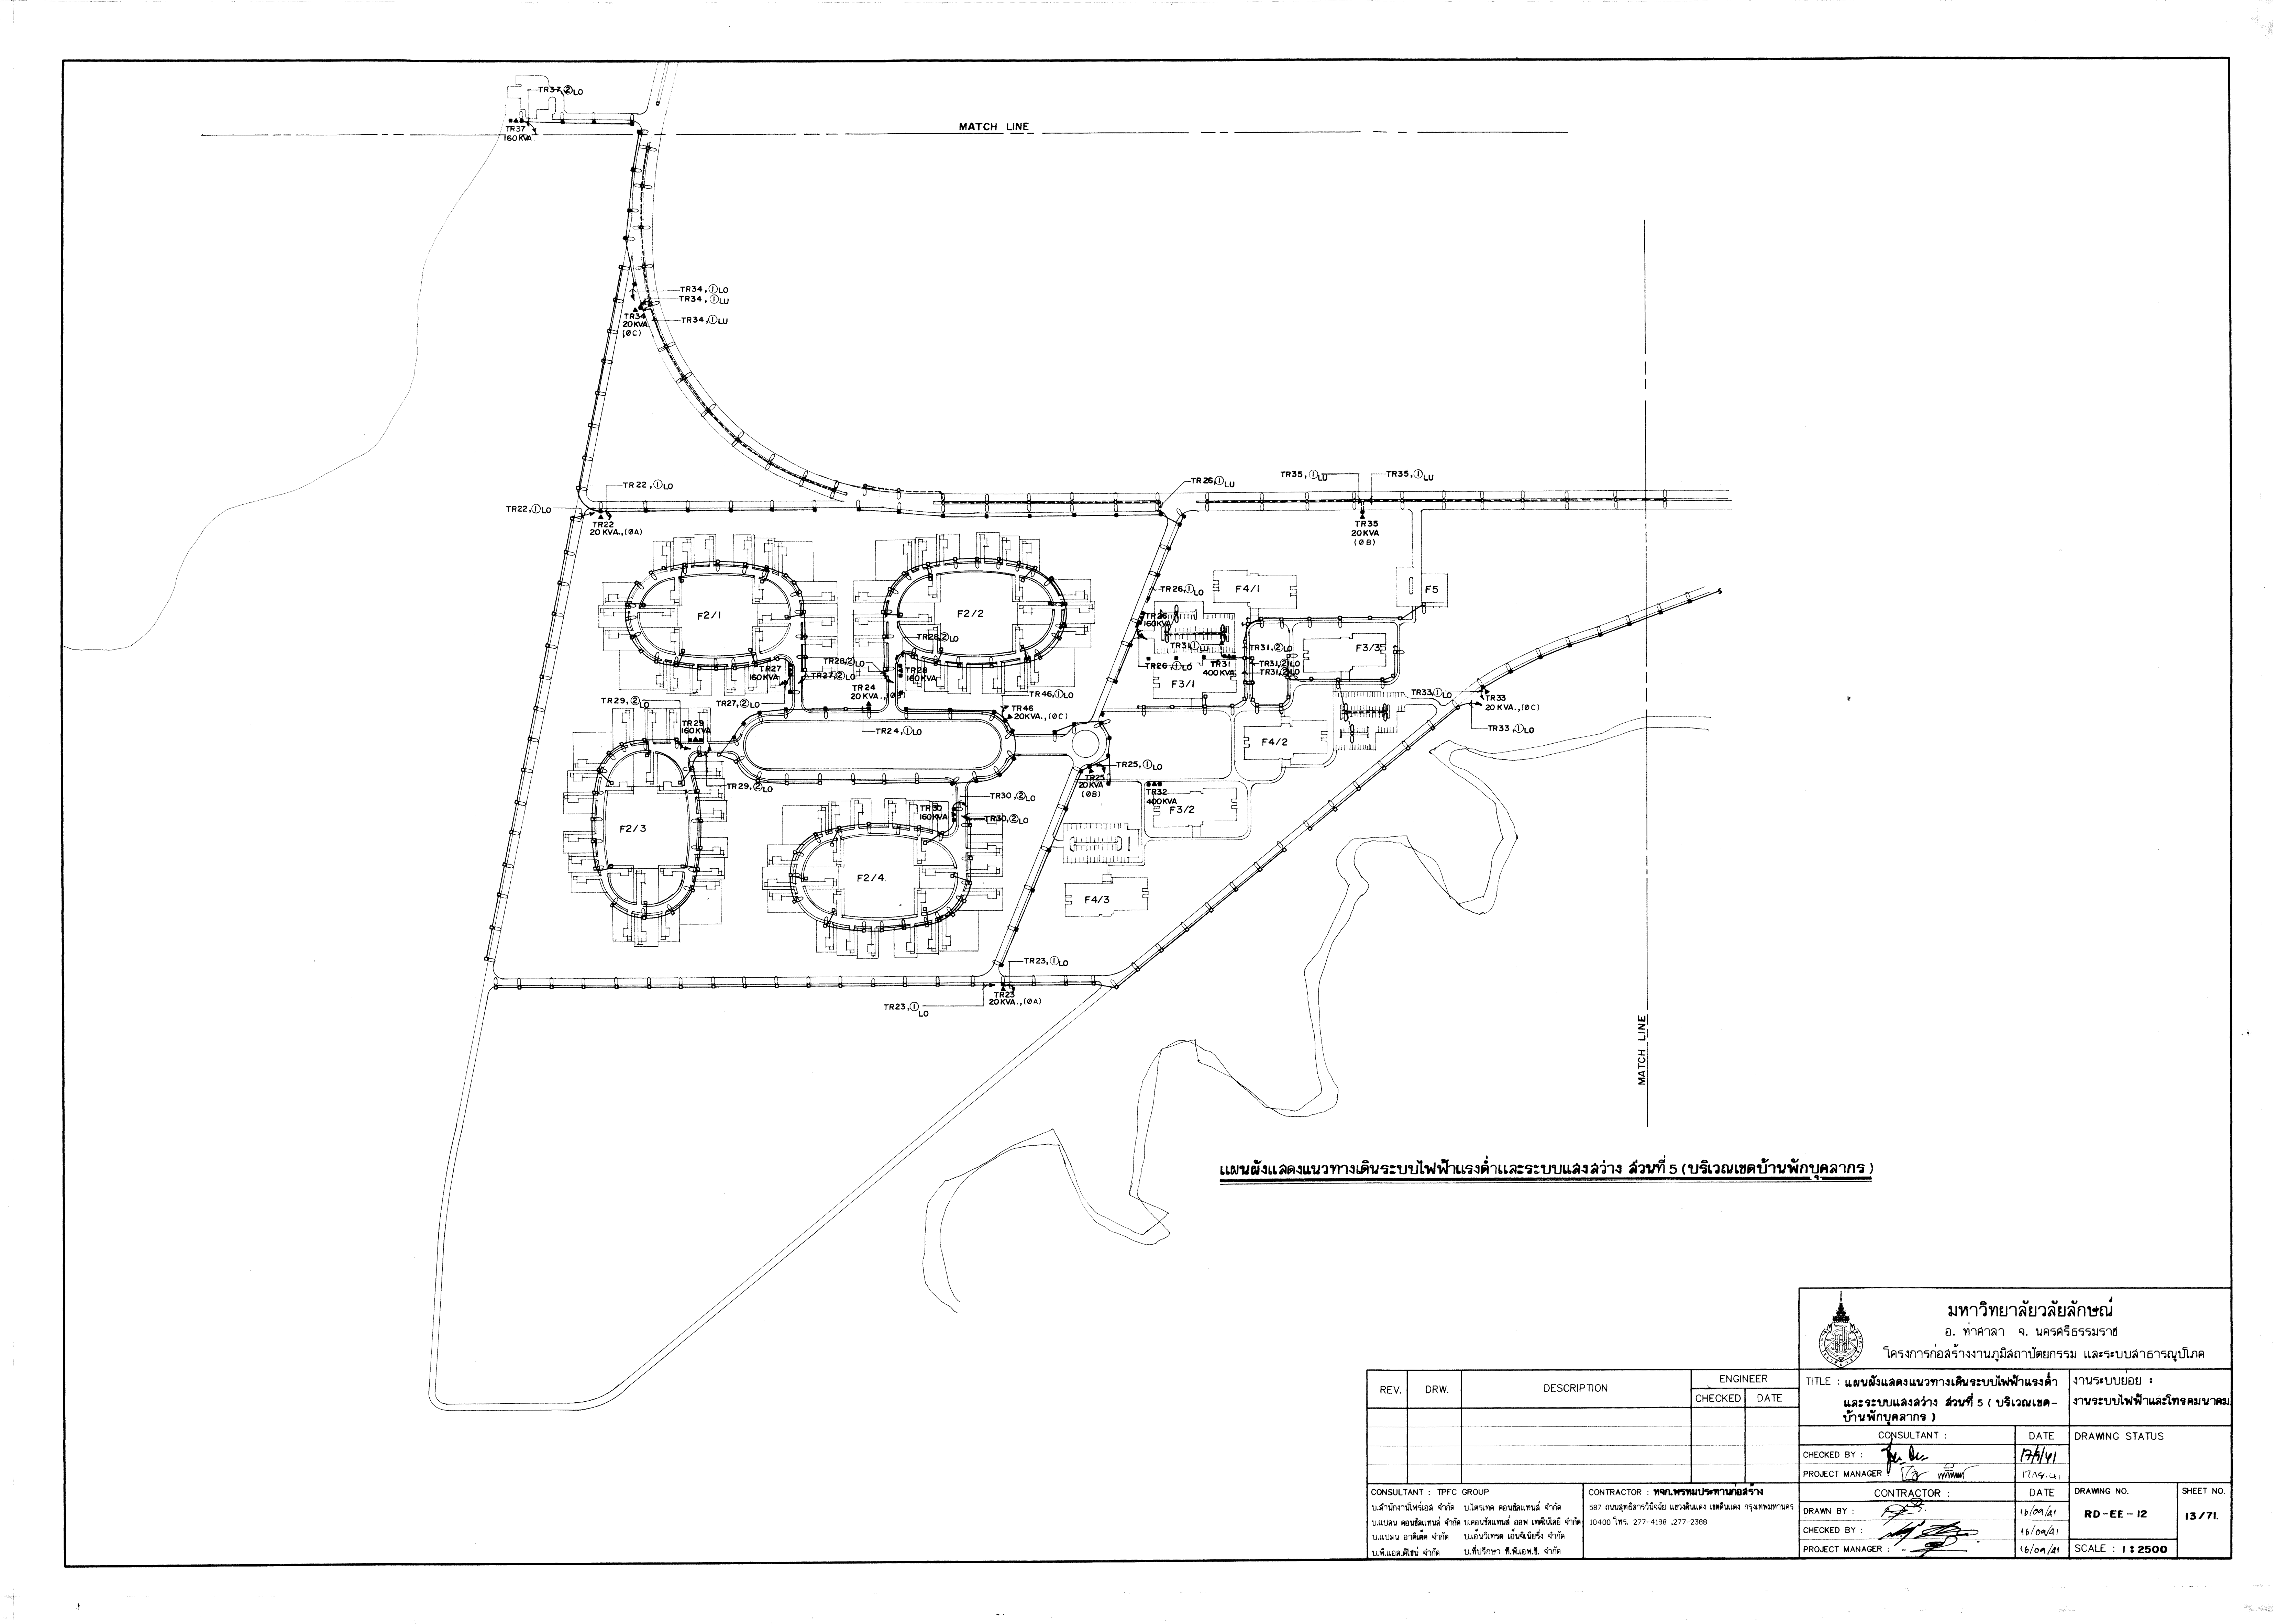 TR37,②LO
TR37
160KVA.
MATCH LINE
TR34,①LO
TR34,①LU
TR34
20KVA.
(ØC)
TR34,①LU
TR22,①LO
TR22,①LO
TR22
20 KVA.,(ØA)
TR26,①LU
TR35,①LU
TR35,①LU
TR35
20KVA
(ØB)
F2/1
F2/2
TR26,①LO
F4/1
F5
TR26
160KVA
TR31,①LU
TR28,②LO
TR31,②LO
F3/3
TR28,②LO
TR27
160KVA
TR27,②LO
TR28
160KVA
TR26,①LO
TR31
400KVA
TR31,②LO
TR31,②LO
F3/1
TR24
20 KVA.,(ØB)
TR46,①LO
TR33,①LO
TR33
20 KVA.,(ØC)
TR29,②LO
TR27,②LO
TR46
20KVA.,(ØC)
TR29
160KVA
TR24,①LO
TR33,①LO
F4/2
TR25,①LO
TR25
20KVA
(ØB)
TR29,②LO
TR30,②LO
TR32
400KVA
TR30
160KVA
TR30,②LO
F3/2
F2/3
F2/4.
F4/3
TR23,①LO
TR23
20KVA.,(ØA)
TR23,①LO
MATCH LINE
แผนผังแสดงแนวทางเดินระบบไฟฟ้าแรงต่ำและระบบแสงสว่าง ส่วนที่ 5 (บริเวณเขตบ้านพักบุคลากร)
มหาวิทยาลัยวลัยลักษณ์
อ. ท่าศาลา จ. นครศรีธรรมราช
โครงการก่อสร้างงานภูมิสถาปัตยกรรม และระบบสาธารณูปโภค
TITLE : แผนผังแสดงแนวทางเดินระบบไฟฟ้าแรงต่ำ
และระบบแสงสว่าง ส่วนที่ 5 ( บริเวณเขต-
บ้านพักบุคลากร )
งานระบบย่อย :
งานระบบไฟฟ้าและโทรคมนาคม
REV. DRW. DESCRIPTION ENGINEER
CHECKED DATE
CONSULTANT : DATE DRAWING STATUS
CHECKED BY : 17/9/41
PROJECT MANAGER :
CONSULTANT : TPFC GROUP
บ.สำนักงานโพร์เอส จำกัด บ.ไตรเทค คอนซัลแทนส์ จำกัด
บ.แปลน คอนซัลแทนส์ จำกัด บ.คอนซัลแทนส์ ออฟ เทคโนโลยี จำกัด
บ.แปลน อาคิเต็ค จำกัด บ.เอ็นวิเทรด เอ็นจิเนียริ่ง จำกัด
บ.พี.แอล.ดีไซน์ จำกัด บ.ที่ปรึกษา ที.พี.เอฟ.ซี. จำกัด
CONTRACTOR : หจก.พรหมประทานก่อสร้าง
587 ถนนสุทธิสารวินิจฉัย แขวงดินแดง เขตดินแดง กรุงเทพมหานคร
10400 โทร. 277-4198 ,277-2388
CONTRACTOR : DATE
DRAWN BY : 16/09/41
CHECKED BY : 16/09/41
PROJECT MANAGER : 16/09/41
DRAWING NO. SHEET NO.
RD-EE-12 13/71.
SCALE : 1:2500